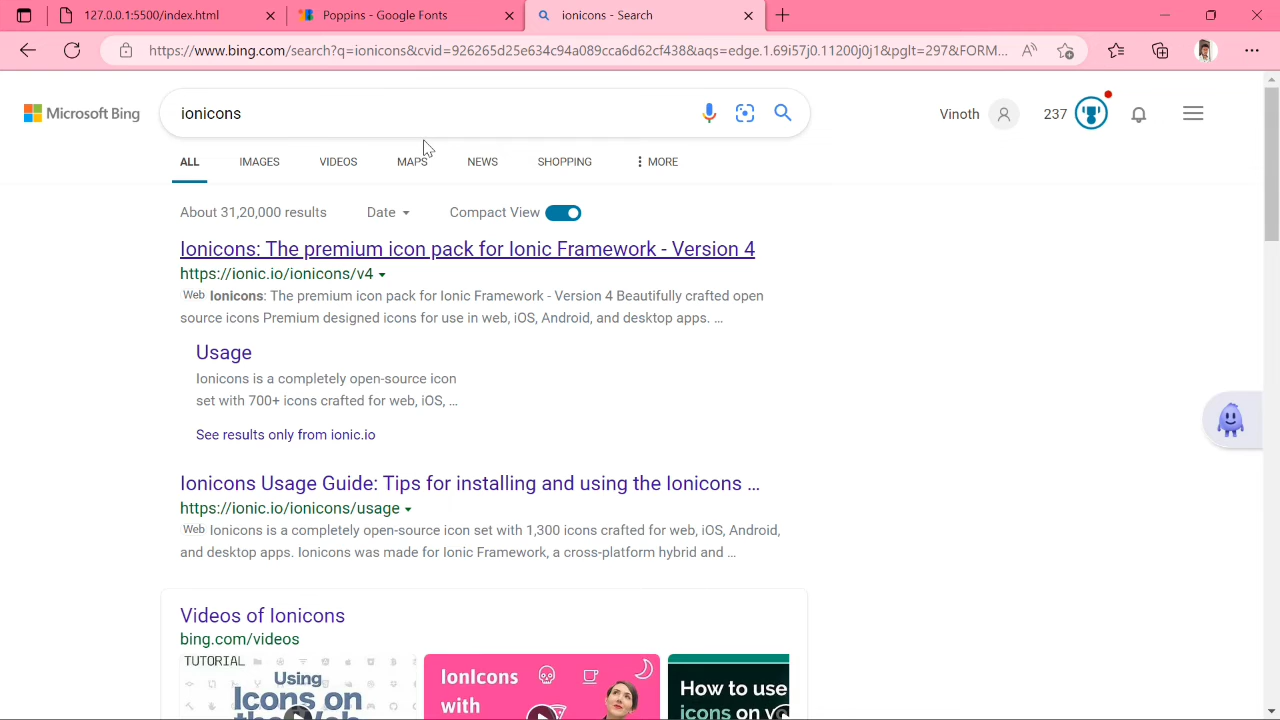 127.0.0.1:5500/index.html
Poppins - Google Fonts
ionicons - Search
https://www.bing.com/search?q=ionicons&cvid=926265d25e634c94a089cca6d62cf438&aqs=edge.1.69i57j0.11200j0j1&pglt=297&FORM...
Microsoft Bing
ionicons
Vinoth
237
ALL IMAGES VIDEOS MAPS NEWS SHOPPING MORE
About 31,20,000 results Date Compact View
Ionicons: The premium icon pack for Ionic Framework - Version 4
https://ionic.io/ionicons/v4
Web Ionicons: The premium icon pack for Ionic Framework - Version 4 Beautifully crafted open
source icons Premium designed icons for use in web, iOS, Android, and desktop apps. ...
Usage
Ionicons is a completely open-source icon
set with 700+ icons crafted for web, iOS, ...
See results only from ionic.io
Ionicons Usage Guide: Tips for installing and using the Ionicons ...
https://ionic.io/ionicons/usage
Web Ionicons is a completely open-source icon set with 1,300 icons crafted for web, iOS, Android,
and desktop apps. Ionicons was made for Ionic Framework, a cross-platform hybrid and ...
Videos of Ionicons
bing.com/videos
TUTORIAL
Using
Icons on
the Web
IonIcons
with
How to use
icons on